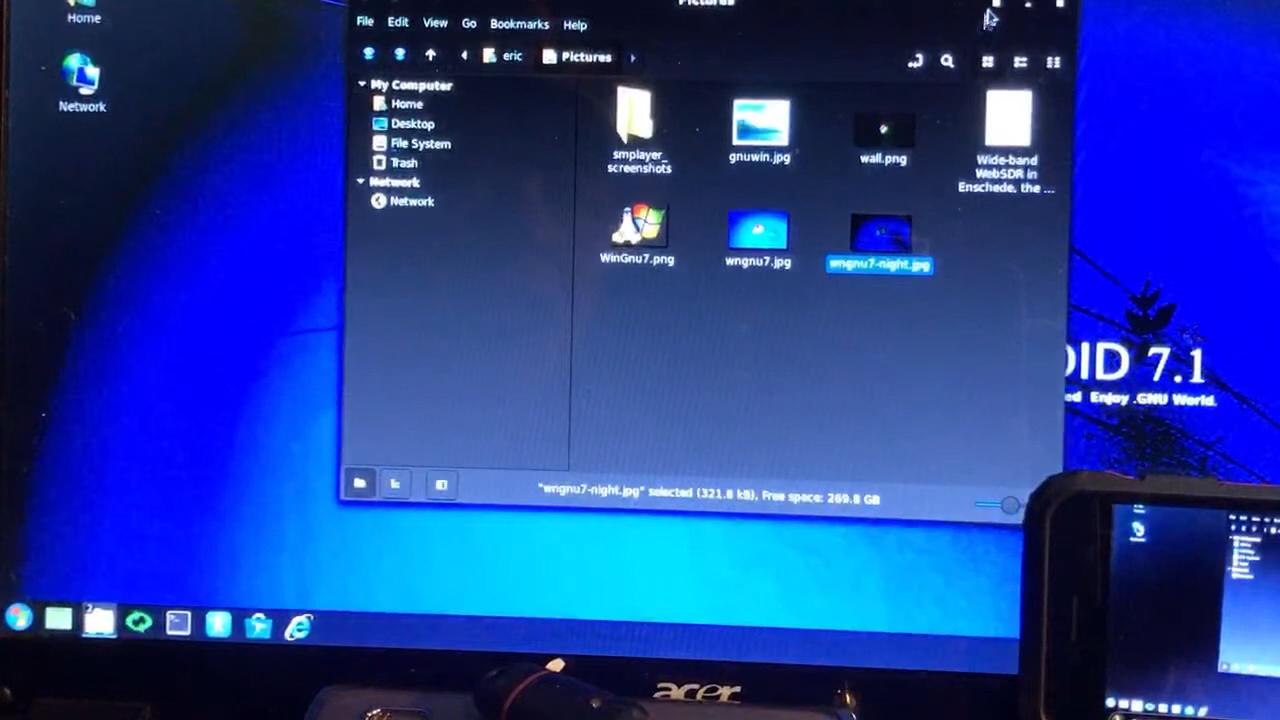 Home
Network
Pictures
File Edit View Go Bookmarks Help
eric Pictures
My Computer
Home
Desktop
File System
Trash
Network
Network
smplayer_
screenshots
gnuwin.jpg
wall.png
Wide-band
WebSDR in
Enschede, the ...
WinGnu7.png
wngnu7.jpg
wngnu7-night.jpg
OID 7.1
ed Enjoy .GNU World.
"wngnu7-night.jpg" selected (321.8 kB), Free space: 269.8 GB
2
acer